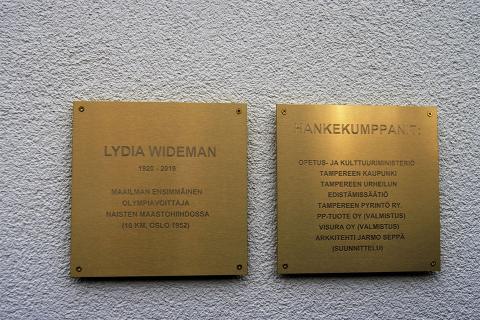 LYDIA WIDEMAN
1920 - 2019
MAAILMAN ENSIMMÄINEN
OLYMPIAVOITTAJA
NAISTEN MAASTOHIIHDOSSA
(10 KM, OSLO 1952)
HANKEKUMPPANIT:
OPETUS- JA KULTTUURIMINISTERIÖ
TAMPEREEN KAUPUNKI
TAMPEREEN URHEILUN
EDISTÄMISSÄÄTIÖ
TAMPEREEN PYRINTÖ RY.
PP-TUOTE OY (VALMISTUS)
VISURA OY (VALMISTUS)
ARKKITEHTI JARMO SEPPÄ
(SUUNNITTELU)